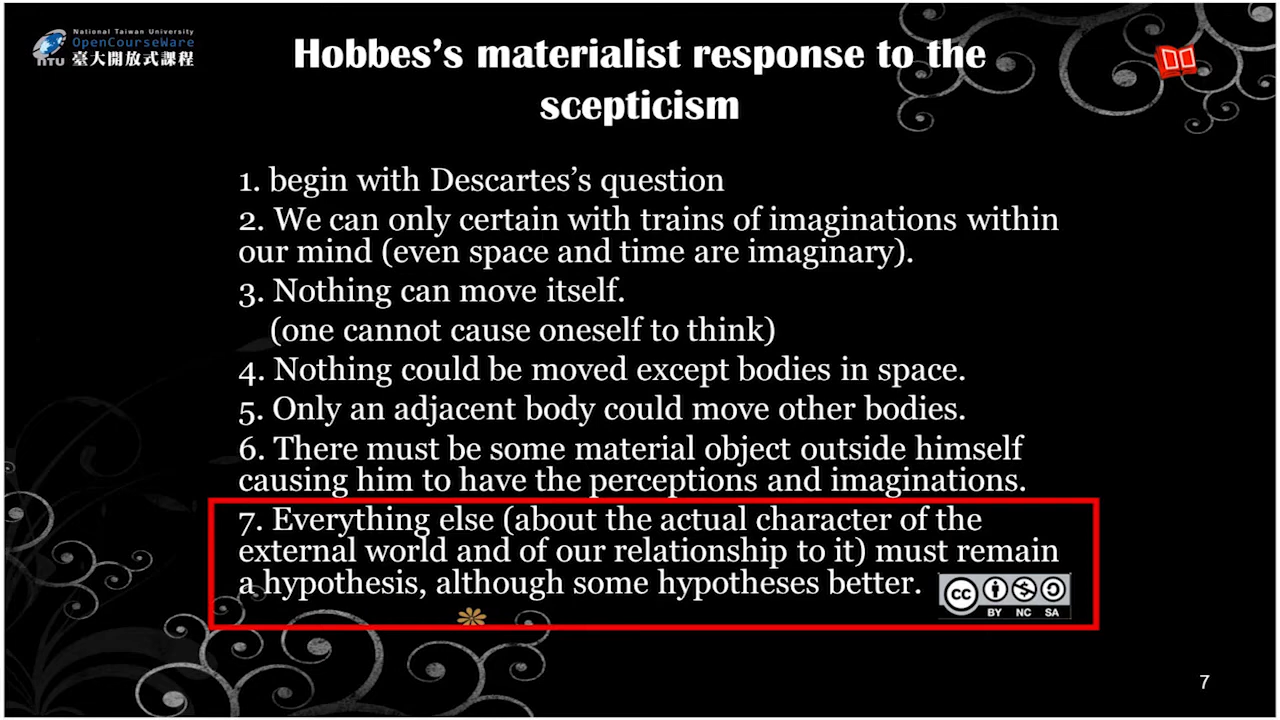 National Taiwan University
OpenCourseWare
NTU 臺大開放式課程
Hobbes’s materialist response to the
scepticism
1. begin with Descartes’s question
2. We can only certain with trains of imaginations within
our mind (even space and time are imaginary).
3. Nothing can move itself.
(one cannot cause oneself to think)
4. Nothing could be moved except bodies in space.
5. Only an adjacent body could move other bodies.
6. There must be some material object outside himself
causing him to have the perceptions and imaginations.
7. Everything else (about the actual character of the
external world and of our relationship to it) must remain
a hypothesis, although some hypotheses better.
cc
BY NC SA
7